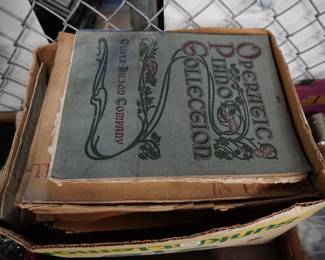 OPERATIC
PIANO
COLLECTION
OLIVER DITSON COMPANY